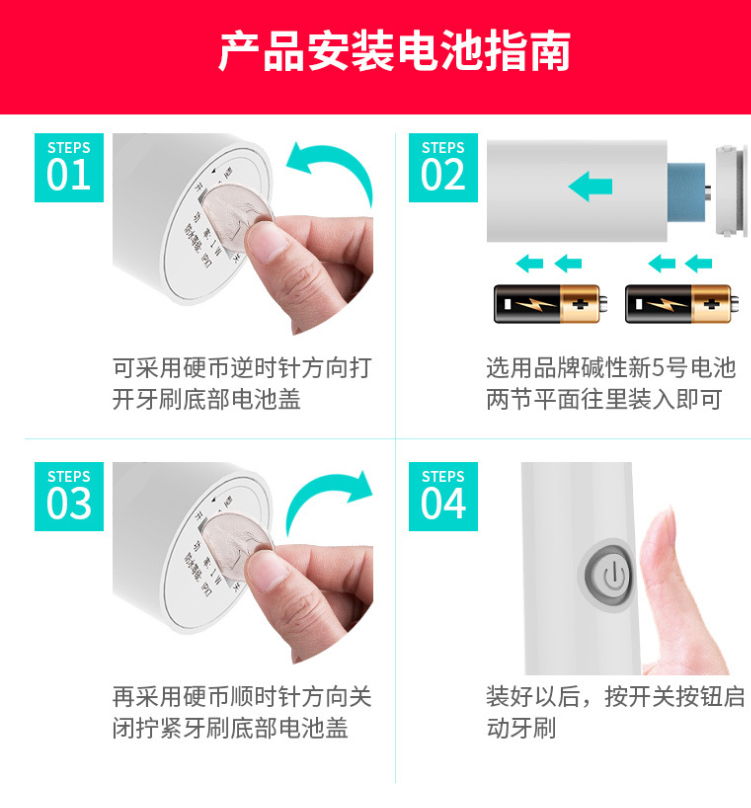 产品安装电池指南
STEPS
01
可采用硬币逆时针方向打
开牙刷底部电池盖
STEPS
02
选用品牌碱性新5号电池
两节平面往里装入即可
STEPS
03
再采用硬币顺时针方向关
闭拧紧牙刷底部电池盖
STEPS
04
装好以后，按开关按钮启
动牙刷